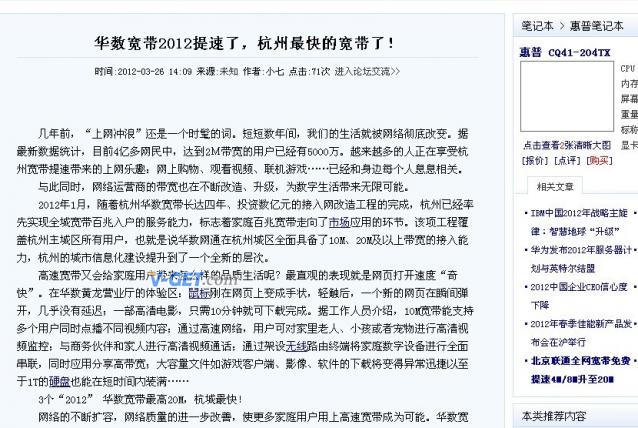 华数宽带2012提速了，杭州最快的宽带了！
时间:2012-03-26 14:09 来源:未知 作者:小七 点击:71次 进入论坛交流>>
几年前，“上网冲浪”还是一个时髦的词。短短数年间，我们的生活就被网络彻底改变。据
最新数据统计，目前4亿多网民中，达到2M带宽的用户已经有5000万。越来越多的人正在享受杭
州宽带提速带来的上网乐趣：网上购物、观看视频、联机游戏……已经和身边每个人息息相关。
与此同时，网络运营商的带宽也在不断改造、升级，为数字生活带来无限可能。
2012年1月，随着杭州华数宽带长达四年、投资数亿元的接入网改造工程的完成，杭州已经率
先实现全城宽带百兆入户的服务能力，标志着家庭百兆宽带走向了市场应用的环节。该项工程覆
盖杭州主城区所有用户，也就是说华数网通在杭州城区全面具备了10M、20M及以上带宽的接入能
力，杭州的城市信息化建设提升到了一个全新的层次。
高速宽带又会给家庭用户带来怎么样的品质生活呢？最直观的表现就是网页打开速度“奇
快”。在华数黄龙营业厅的体验区：鼠标刚在网页上变成手状，轻触后，一个新的网页在瞬间弹
开，几乎没有延迟；一部高清电影，只需10分钟就可下载完成。据工作人员介绍，10M宽带能支持
多个用户同时点播不同视频内容；通过高速网络，用户可对家里老人、小孩或者宠物进行高清视
频监控；与商务伙伴和家人进行高清视频通话；通过架设无线路由终端将家庭数字设备进行全面
串联，同时应用分享高带宽；大容量文件如游戏客户端、影像、软件的下载将变得异常迅捷以至
于1T的硬盘也能在短时间内装满……
3个“2012” 华数宽带最高20M，杭城最快！
网络的不断扩容，网络质量的进一步改善，使更多家庭用户用上高速宽带成为可能。华数宽
V-GET.com
笔记本 > 惠普笔记本
惠普 CQ41-204TX
CPU
内存
屏幕
重量
标称
显卡
点击查看2张清晰大图
[报价] [点评] [购买]
相关文章
IBM中国2012年战略主旋
律：智慧地球 “升级”
华为发布2012年服务器计
划与英特尔结盟
2012中国企业CEO信心度
下降
2012年春季佳能新产品发
布会在沪举行
北京联通全网宽带免费
提速4M/8M升至20M
本类推荐内容